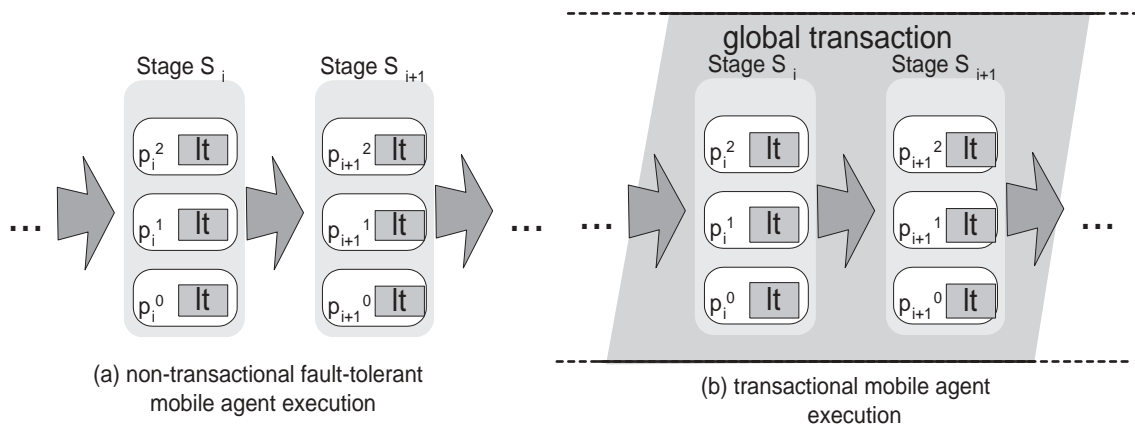 global transaction
Stage S i
Stage S i+1
Stage S i
Stage S i+1
p i 2 It
p i+1 2 It
p i 2 It
p i+1 2 It
... p i 1 It
p i+1 1 It ...
... p i 1 It
p i+1 1 It ...
p i 0 It
p i+1 0 It
p i 0 It
p i+1 0 It
(a) non-transactional fault-tolerant
mobile agent execution
(b) transactional mobile agent
execution